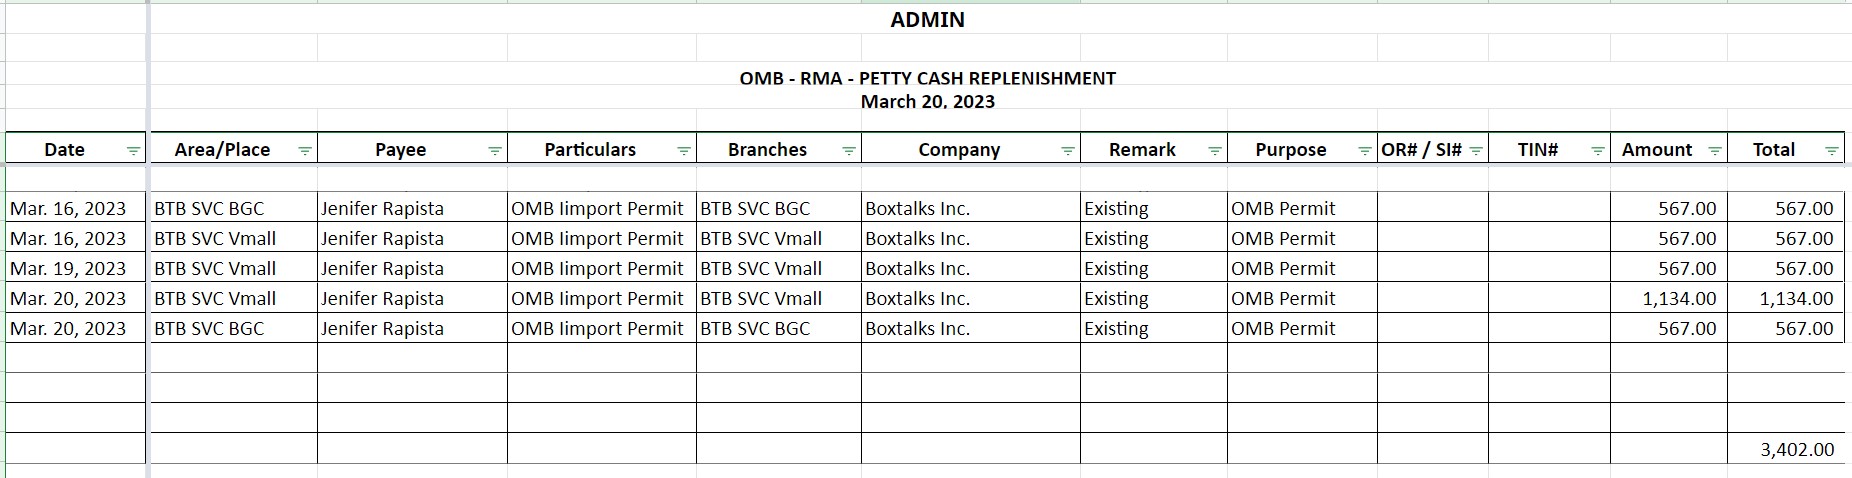 ADMIN
OMB - RMA - PETTY CASH REPLENISHMENT
March 20, 2023
Date Area/Place Payee Particulars Branches Company Remark Purpose OR# / SI# TIN# Amount Total
Mar. 16, 2023 BTB SVC BGC Jenifer Rapista OMB Iimport Permit BTB SVC BGC Boxtalks Inc. Existing OMB Permit 567.00 567.00
Mar. 16, 2023 BTB SVC Vmall Jenifer Rapista OMB Iimport Permit BTB SVC Vmall Boxtalks Inc. Existing OMB Permit 567.00 567.00
Mar. 19, 2023 BTB SVC Vmall Jenifer Rapista OMB Iimport Permit BTB SVC Vmall Boxtalks Inc. Existing OMB Permit 567.00 567.00
Mar. 20, 2023 BTB SVC Vmall Jenifer Rapista OMB Iimport Permit BTB SVC Vmall Boxtalks Inc. Existing OMB Permit 1,134.00 1,134.00
Mar. 20, 2023 BTB SVC BGC Jenifer Rapista OMB Iimport Permit BTB SVC BGC Boxtalks Inc. Existing OMB Permit 567.00 567.00
3,402.00